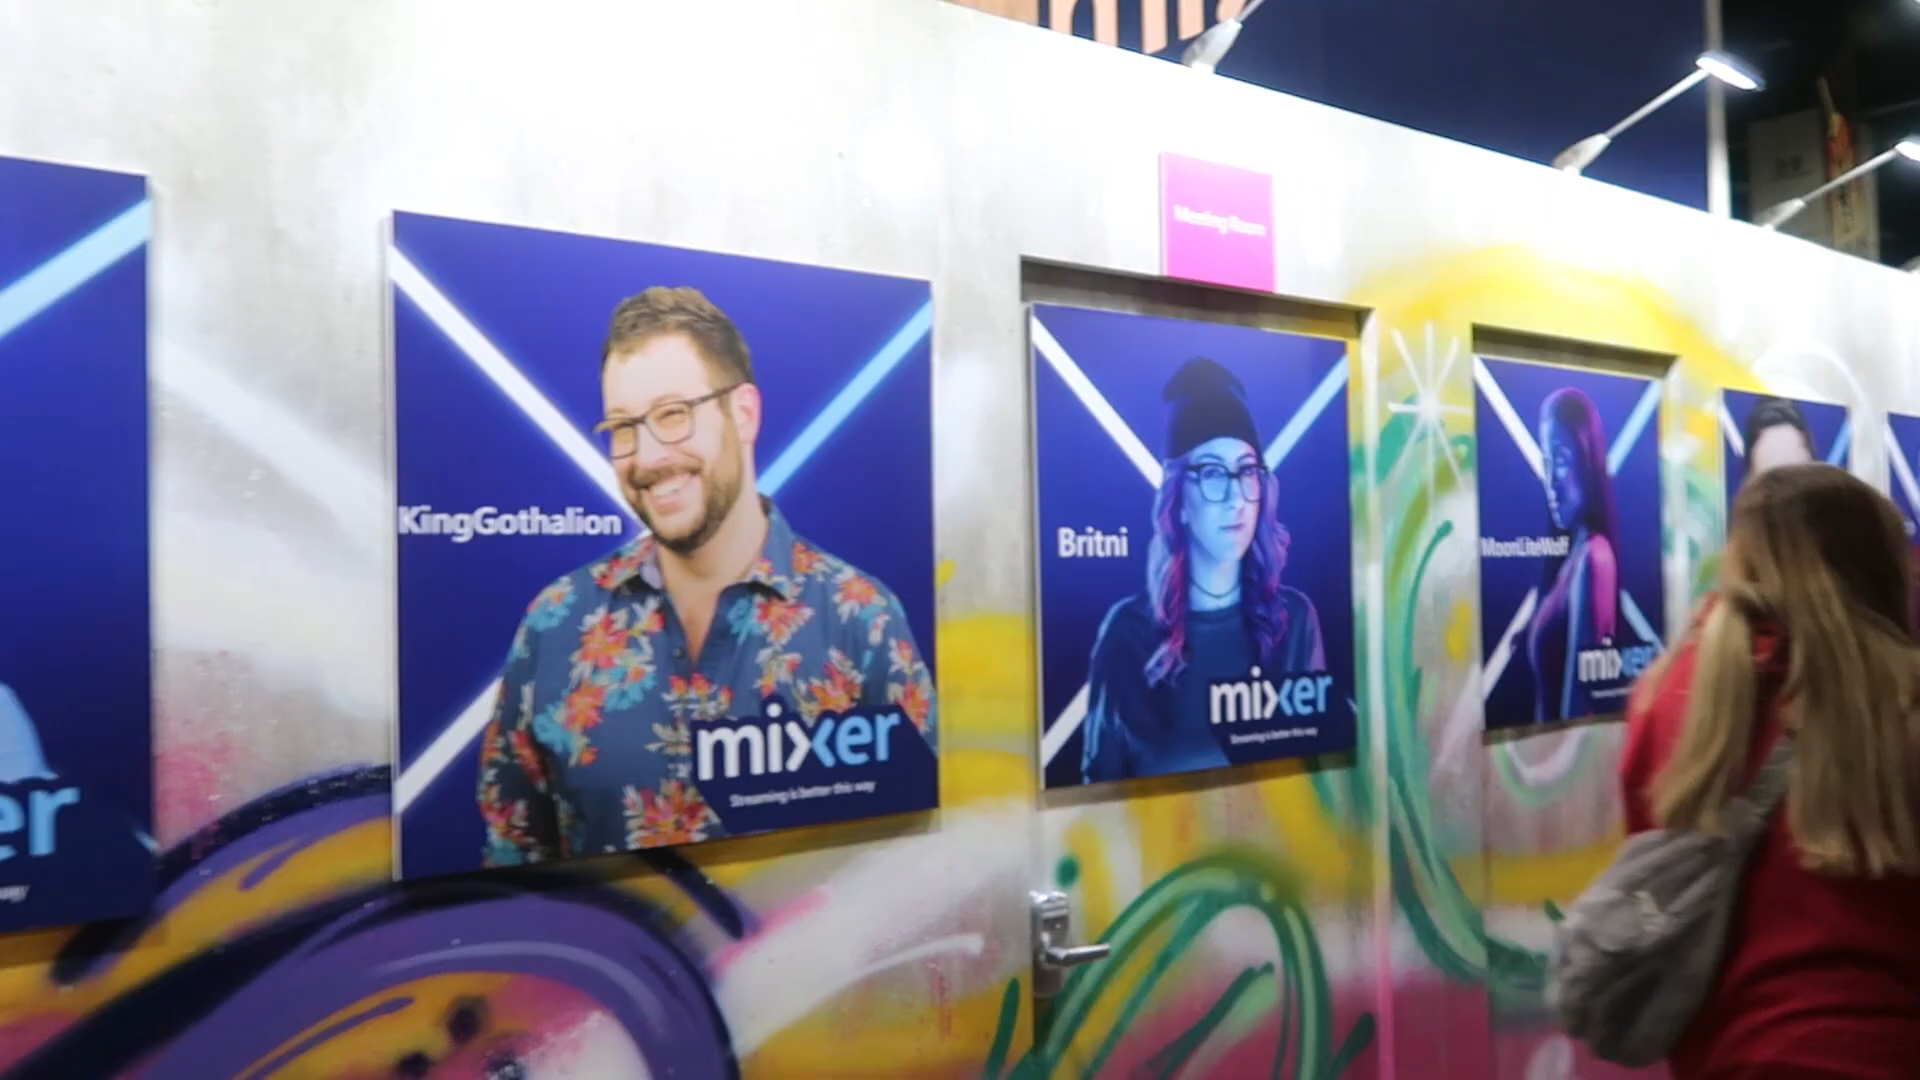 Meeting Room
KingGothalion
mixer
Streaming is better this way
Britni
mixer
Streaming is better this way
MoonLiteWolf
mixer
er
way